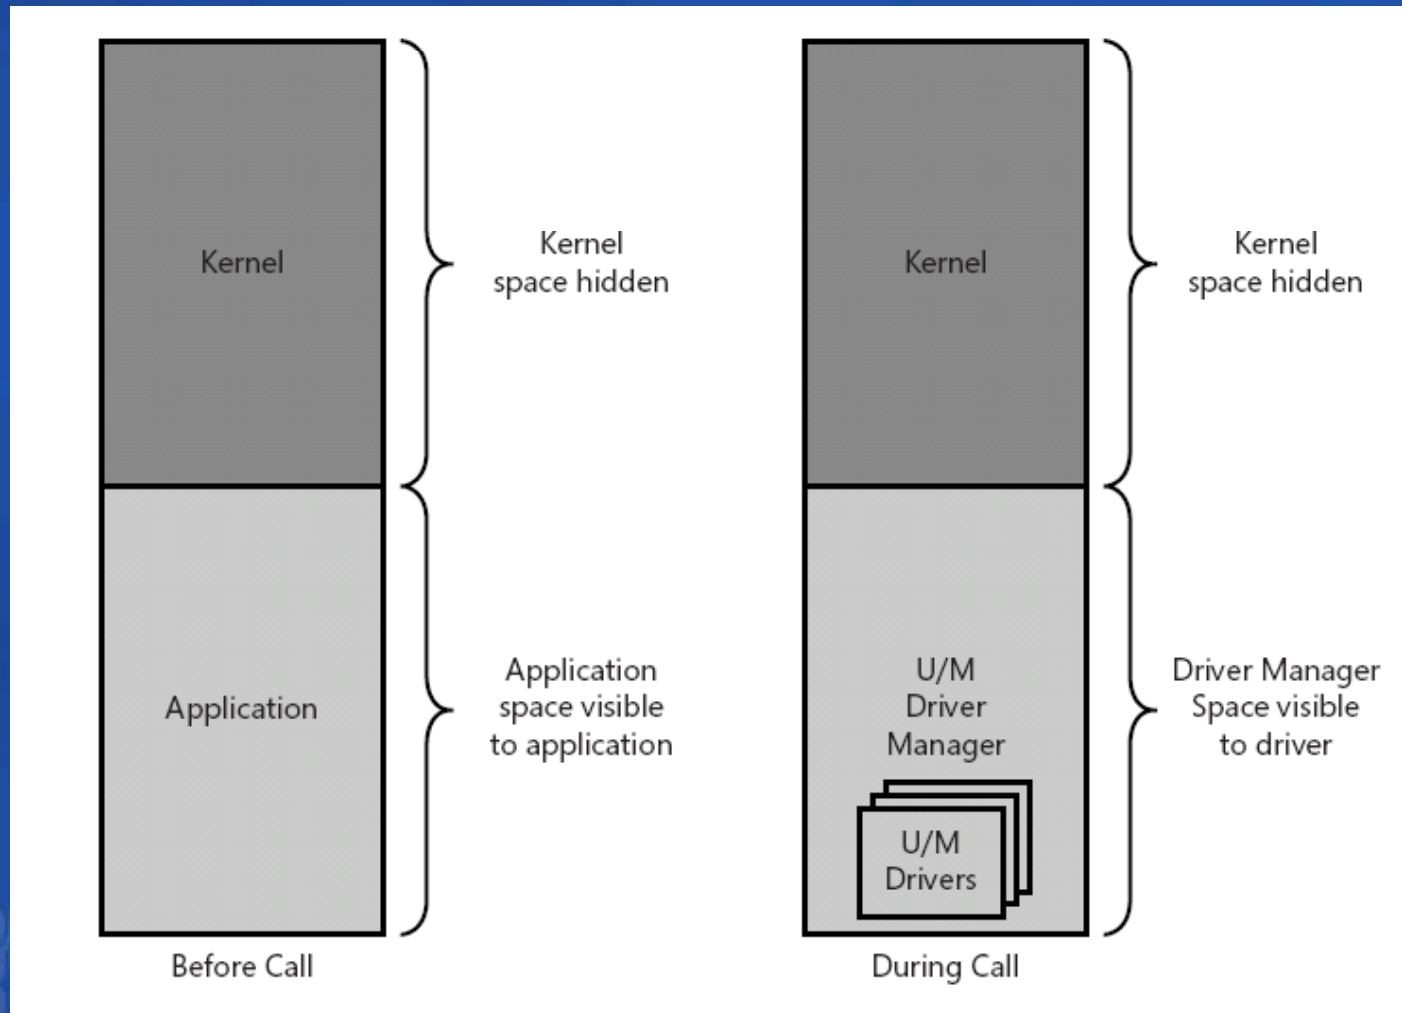 Kernel
Kernel
space hidden
Application
Application
space visible
to application
Before Call
Kernel
Kernel
space hidden
U/M
Driver
Manager
U/M
Drivers
Driver Manager
Space visible
to driver
During Call